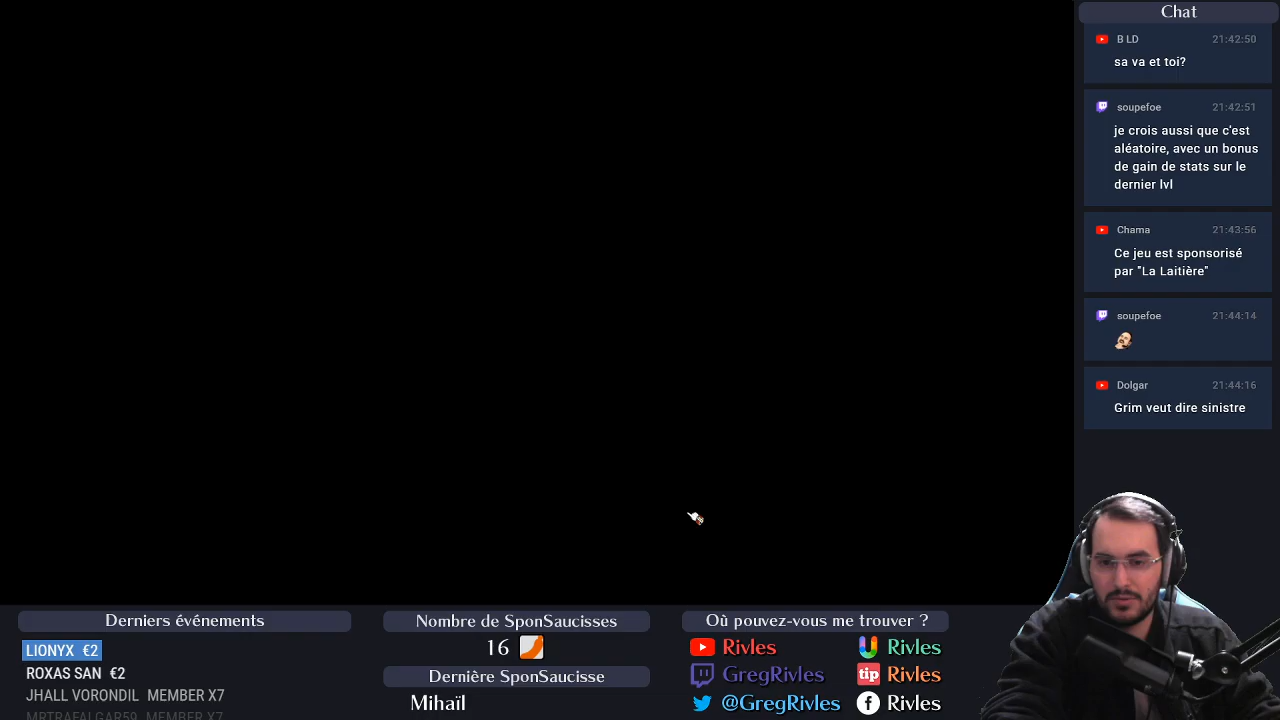 Chat
B LD 21:42:50
sa va et toi?
soupefoe 21:42:51
je crois aussi que c'est
aléatoire, avec un bonus
de gain de stats sur le
dernier lvl
Chama 21:43:56
Ce jeu est sponsorisé
par "La Laitière"
soupefoe 21:44:14
Dolgar 21:44:16
Grim veut dire sinistre
Derniers événements
LIONYX €2
ROXAS SAN €2
JHALL VORONDIL MEMBER X7
MRTRAFALGAR59 MEMBER X7
Nombre de SponSaucisses
16
Dernière SponSaucisse
Mihaïl
Où pouvez-vous me trouver ?
Rivles
Rivles
GregRivles
tip Rivles
@GregRivles
Rivles